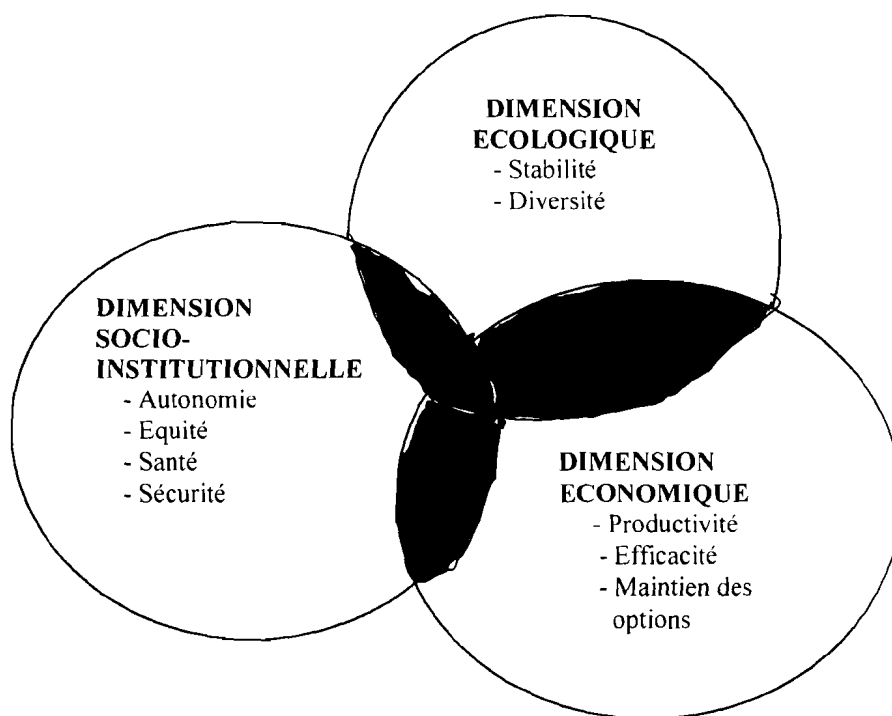 DIMENSION
ECOLOGIQUE
- Stabilité
- Diversité
DIMENSION
SOCIO-
INSTITUTIONNELLE
- Autonomie
- Equité
- Santé
- Sécurité
DIMENSION
ECONOMIQUE
- Productivité
- Efficacité
- Maintien des
options